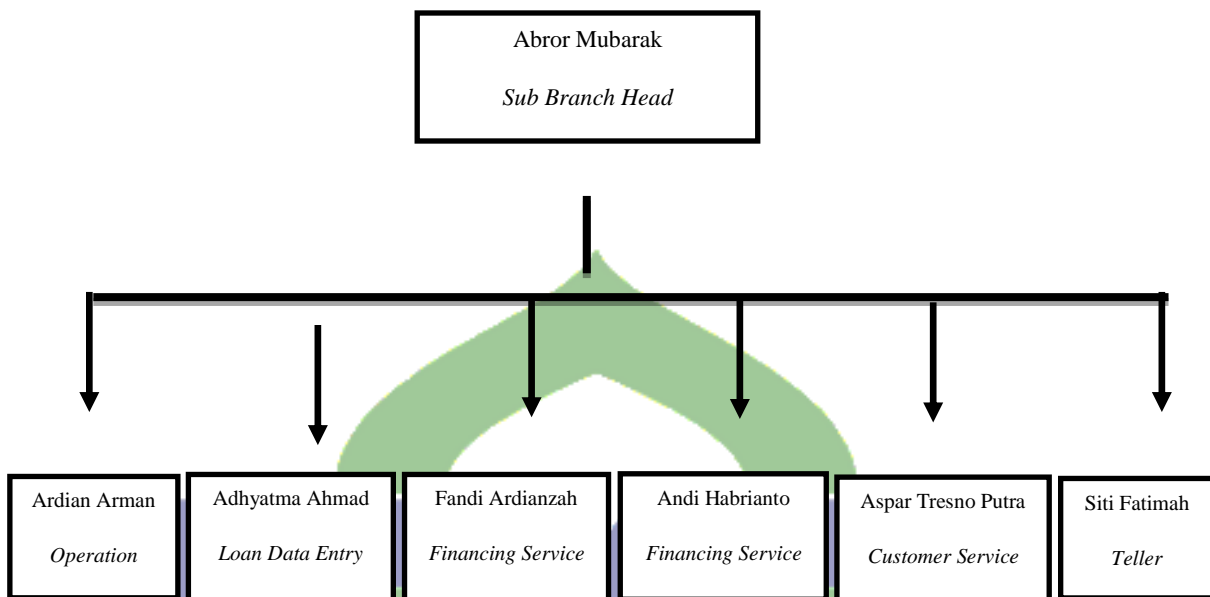 Abror Mubarak
Sub Branch Head
Ardian Arman
Operation
Adhyatma Ahmad
Loan Data Entry
Fandi Ardianzah
Financing Service
Andi Habrianto
Financing Service
Aspar Tresno Putra
Customer Service
Siti Fatimah
Teller